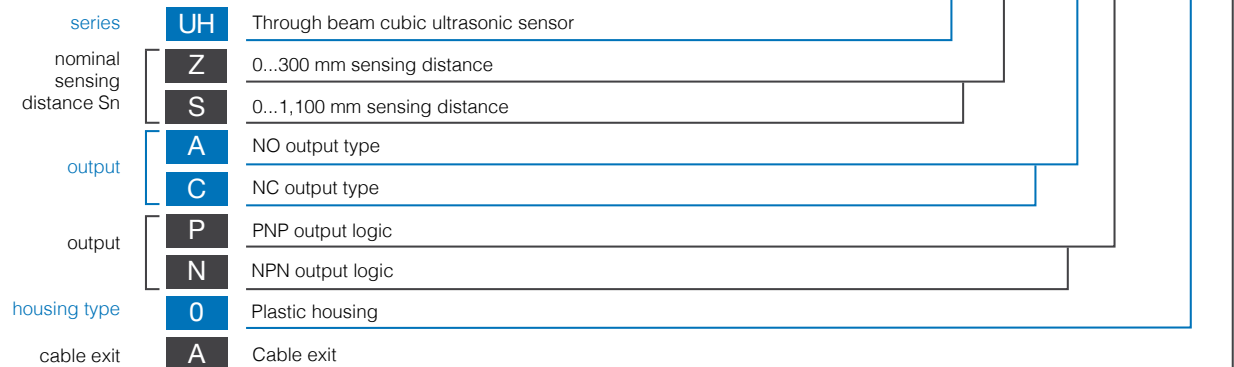 series UH Through beam cubic ultrasonic sensor
nominal
sensing
distance Sn
Z 0...300 mm sensing distance
S 0...1,100 mm sensing distance
output
A NO output type
C NC output type
output
P PNP output logic
N NPN output logic
housing type 0 Plastic housing
cable exit A Cable exit